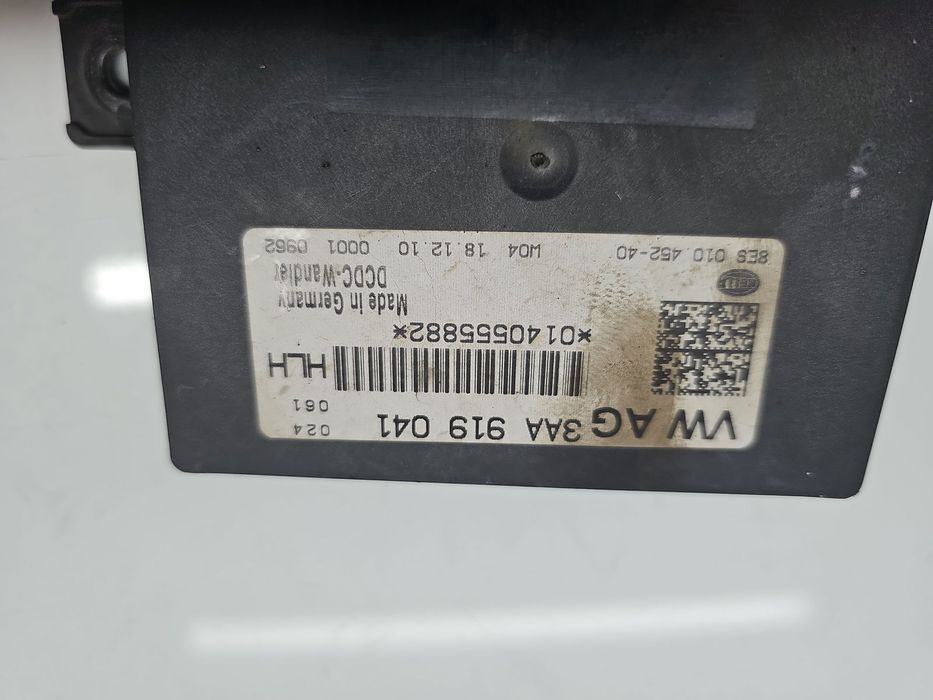 VW AG 3AA 919 041
024
061
HLH
*0140555882*
Made in Germany
DCDC-Wandler
HELLA
8ES 010 452-40 W04 18.12.10 0001 0962